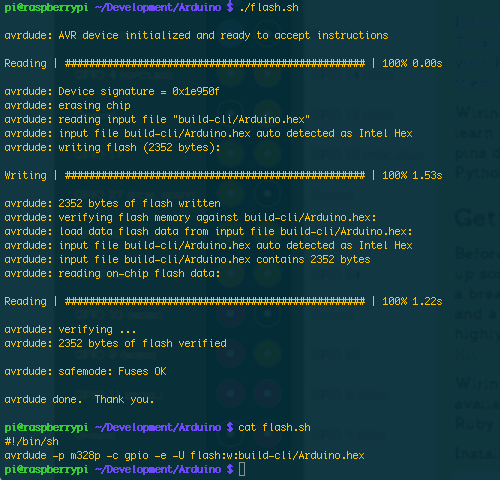 pi@raspberrypi ~/Development/Arduino $ ./flash.sh
avrdude: AVR device initialized and ready to accept instructions
Reading | ################################################## | 100% 0.00s
avrdude: Device signature = 0x1e950f
avrdude: erasing chip
avrdude: reading input file "build-cli/Arduino.hex"
avrdude: input file build-cli/Arduino.hex auto detected as Intel Hex
avrdude: writing flash (2352 bytes):
Writing | ################################################## | 100% 1.53s
avrdude: 2352 bytes of flash written
avrdude: verifying flash memory against build-cli/Arduino.hex:
avrdude: load data flash data from input file build-cli/Arduino.hex:
avrdude: input file build-cli/Arduino.hex auto detected as Intel Hex
avrdude: input file build-cli/Arduino.hex contains 2352 bytes
avrdude: reading on-chip flash data:
Reading | ################################################## | 100% 1.22s
avrdude: verifying ...
avrdude: 2352 bytes of flash verified
avrdude: safemode: Fuses OK
avrdude done.  Thank you.
pi@raspberrypi ~/Development/Arduino $ cat flash.sh
#!/bin/sh
avrdude -p m328p -c gpio -e -U flash:w:build-cli/Arduino.hex
pi@raspberrypi ~/Development/Arduino $